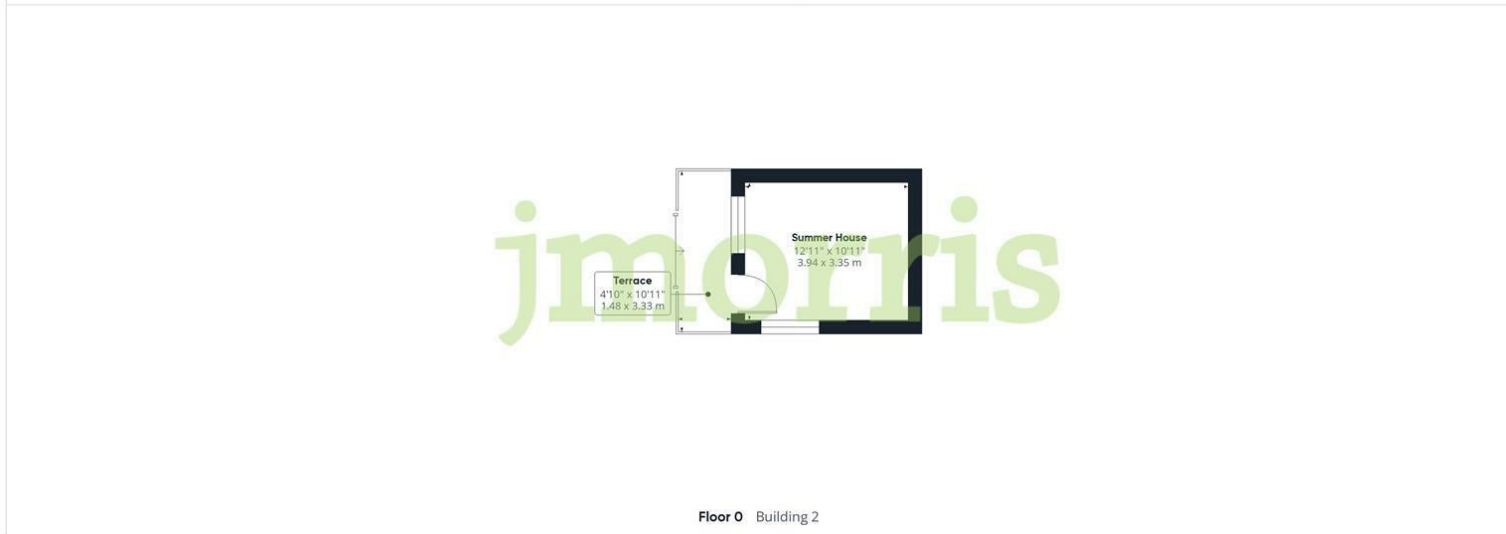 Summer House
12'11" x 10'11"
3.94 x 3.35 m
Terrace
4'10" x 10'11"
1.48 x 3.33 m
jmorris
Floor 0 Building 2